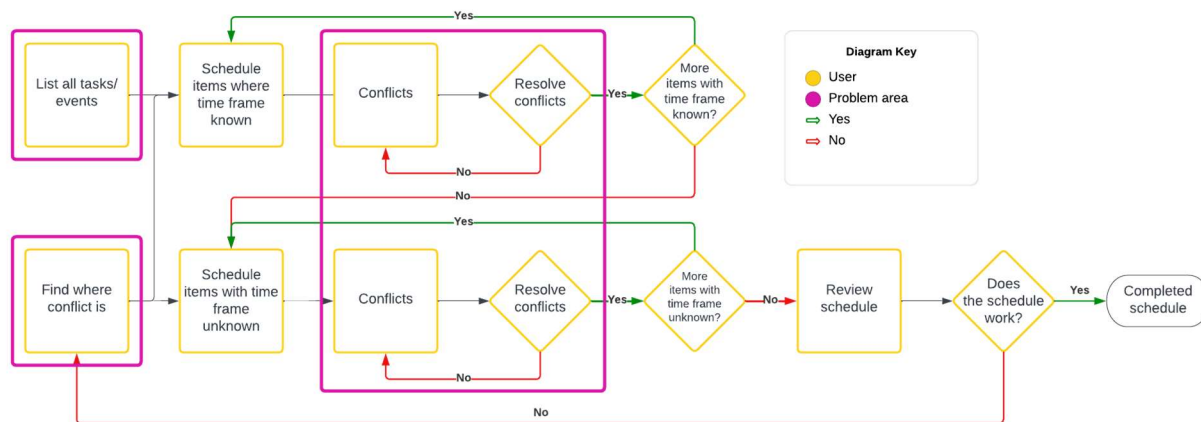 Yes
List all tasks/
events
Schedule
items where
time frame
known
Conflicts
Resolve
conflicts
Yes
More
items with
time frame
known?
No
No
Diagram Key
User
Problem area
Yes
No
Yes
Find where
conflict is
Schedule
items with time
frame
unknown
Conflicts
Resolve
conflicts
Yes
More
items with
time frame
unknown?
No
Review
schedule
Does
the schedule
work?
Yes
Completed
schedule
No
No